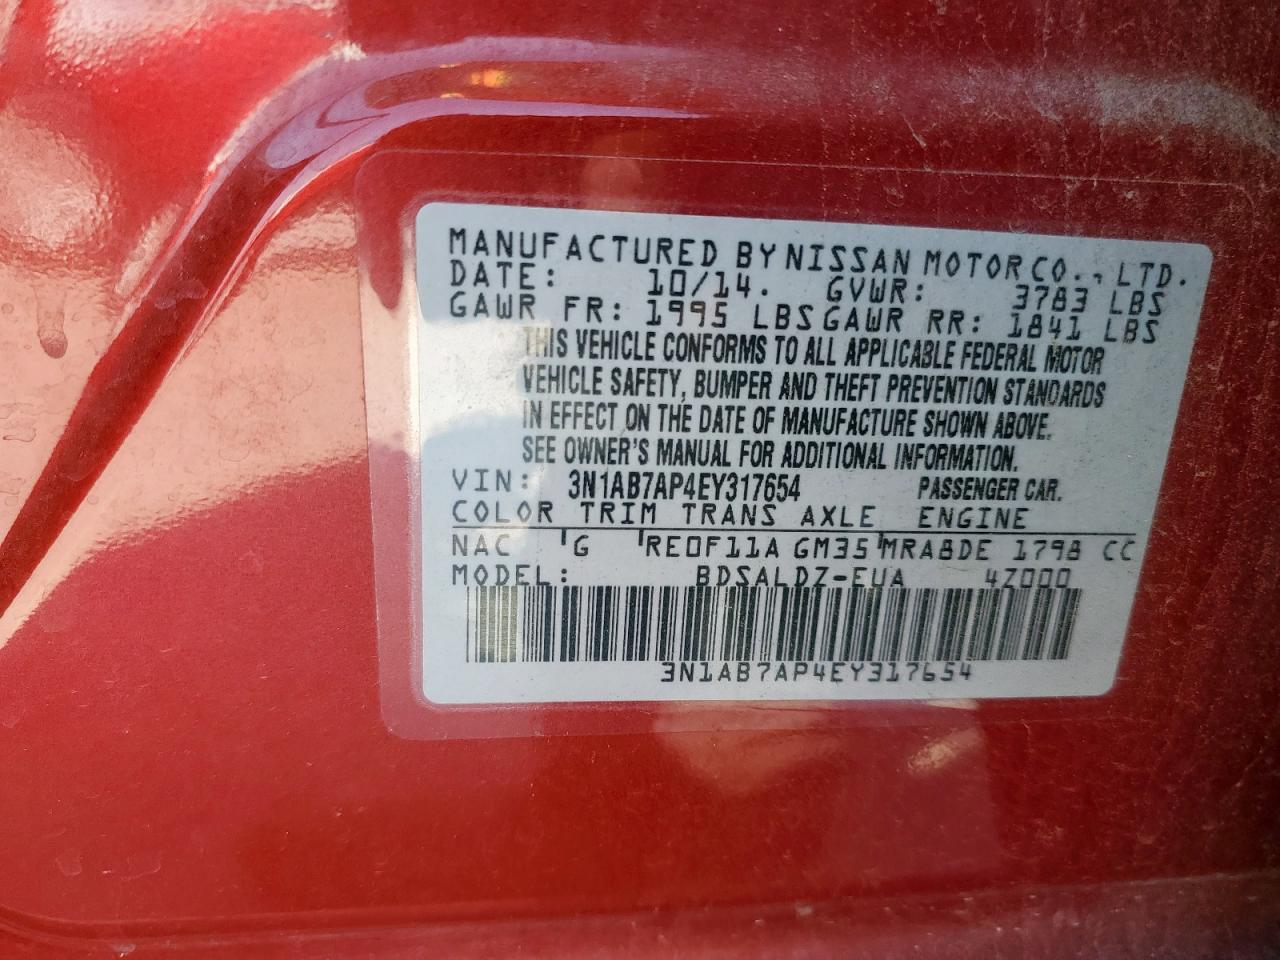 MANUFACTURED BY NISSAN MOTOR CO., LTD.
DATE: 10/14. GVWR: 3783 LBS
GAWR FR: 1995 LBS GAWR RR: 1841 LBS
THIS VEHICLE CONFORMS TO ALL APPLICABLE FEDERAL MOTOR
VEHICLE SAFETY, BUMPER AND THEFT PREVENTION STANDARDS
IN EFFECT ON THE DATE OF MANUFACTURE SHOWN ABOVE.
SEE OWNER'S MANUAL FOR ADDITIONAL INFORMATION.
VIN: 3N1AB7AP4EY317654 PASSENGER CAR.
COLOR TRIM TRANS AXLE ENGINE
NAC G RE0F11A GM35 MRA8DE 1798 CC
MODEL: BDSALDZ-EUA 4Z000
3N1AB7AP4EY317654